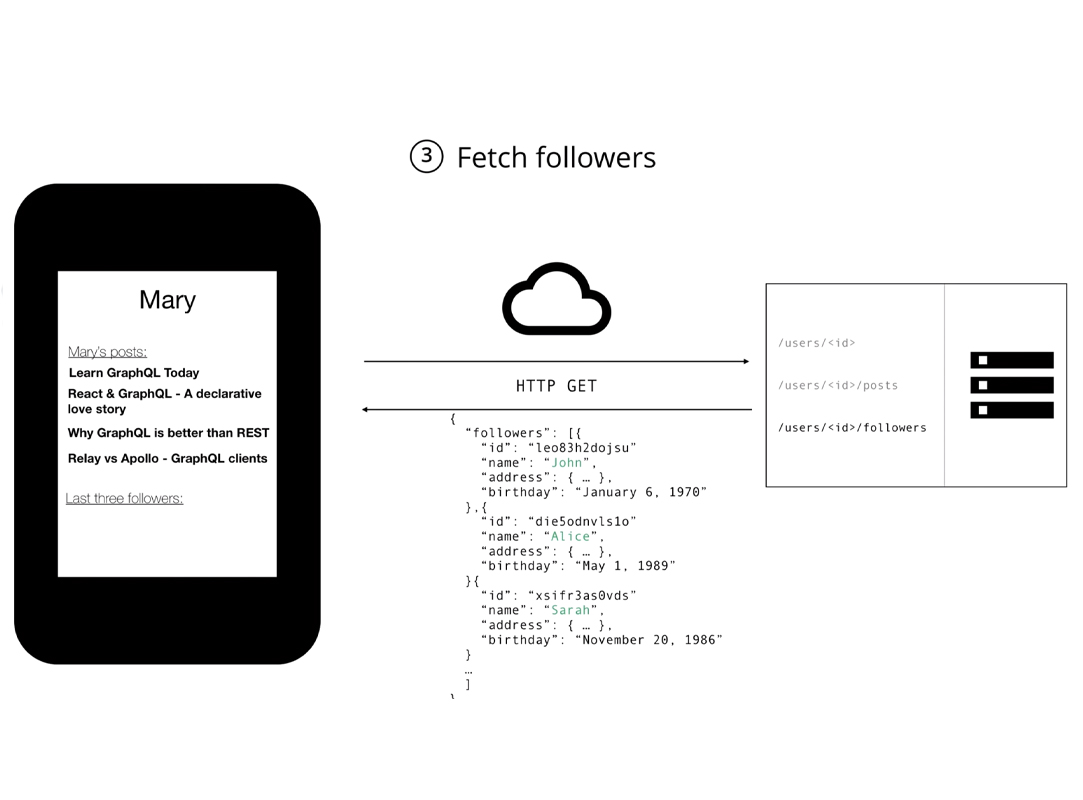 3 Fetch followers
Mary
Mary's posts:
Learn GraphQL Today
React & GraphQL - A declarative
love story
Why GraphQL is better than REST
Relay vs Apollo - GraphQL clients
Last three followers:
HTTP GET
{
“followers”: [{
“id”: “leo83h2dojsu”
“name”: “John”,
“address”: { … },
“birthday”: “January 6, 1970”
},{
“id”: “die5odnvls1o”
“name”: “Alice”,
“address”: { … },
“birthday”: “May 1, 1989”
}{
“id”: “xsifr3as0vds”
“name”: “Sarah”,
“address”: { … },
“birthday”: “November 20, 1986”
}
…
]
}
/users/<id>
/users/<id>/posts
/users/<id>/followers